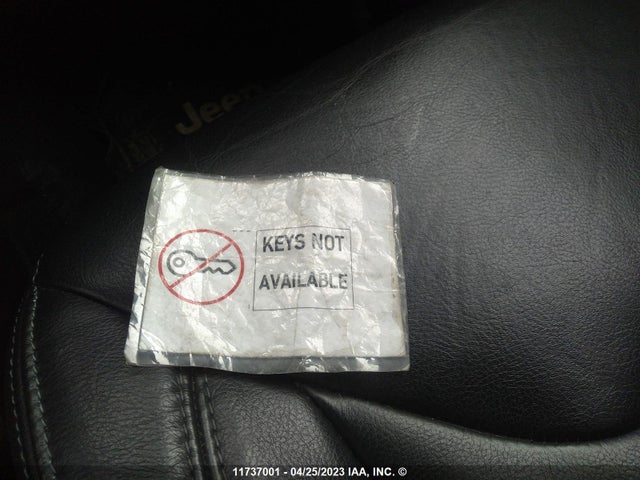 Jeep
KEYS NOT
AVAILABLE
11737001 - 04/25/2023 IAA, INC. ©